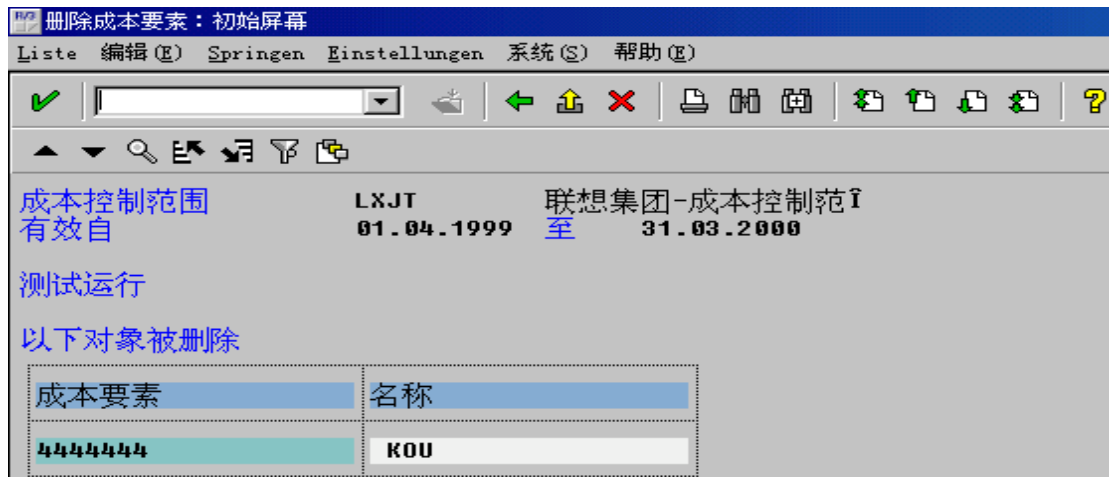 删除成本要素：初始屏幕
Liste 编辑(E) Springen Einstellungen 系统(S) 帮助(E)
成本控制范围 LXJT 联想集团-成本控制范Î
有效自 01.04.1999 至 31.03.2000
测试运行
以下对象被删除
成本要素 名称
4444444 KOU